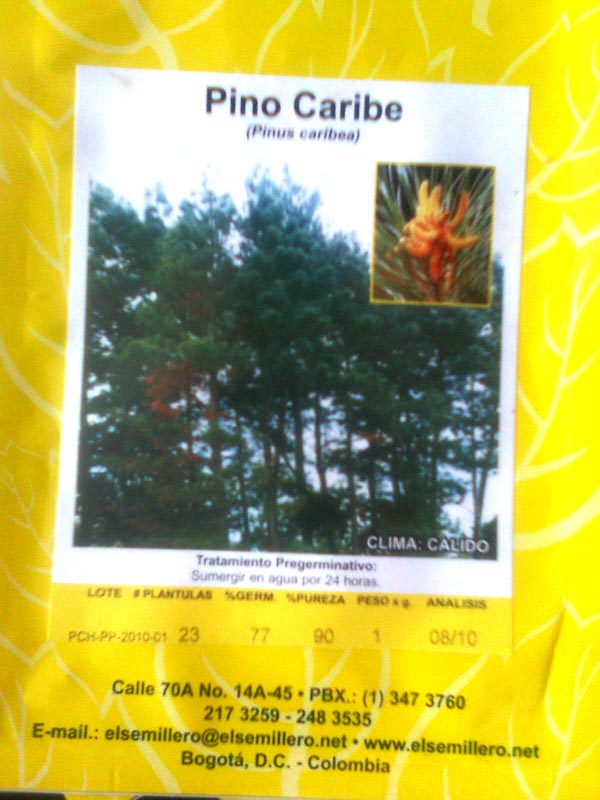 Pino Caribe
(Pinus caribea)
CLIMA: CALIDO
Tratamiento Pregerminativo:
Sumergir en agua por 24 horas.
LOTE # PLANTULAS %GERM. %PUREZA PESO x g. ANALISIS
PCH-PP-2010-01 23 77 90 1 08/10
Calle 70A No. 14A-45 • PBX.: (1) 347 3760
217 3259 - 248 3535
E-mail.: elsemillero@elsemillero.net • www.elsemillero.net
Bogotá, D.C. - Colombia